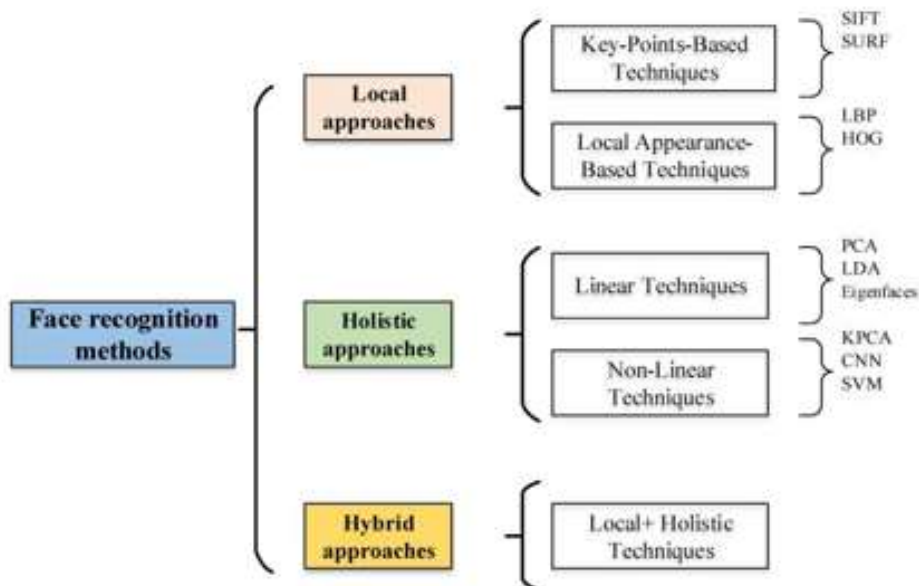 Face recognition
methods
Local
approaches
Key-Points-Based
Techniques
SIFT
SURF
Local Appearance-
Based Techniques
LBP
HOG
Holistic
approaches
Linear Techniques
PCA
LDA
Eigenfaces
Non-Linear
Techniques
KPCA
CNN
SVM
Hybrid
approaches
Local+ Holistic
Techniques